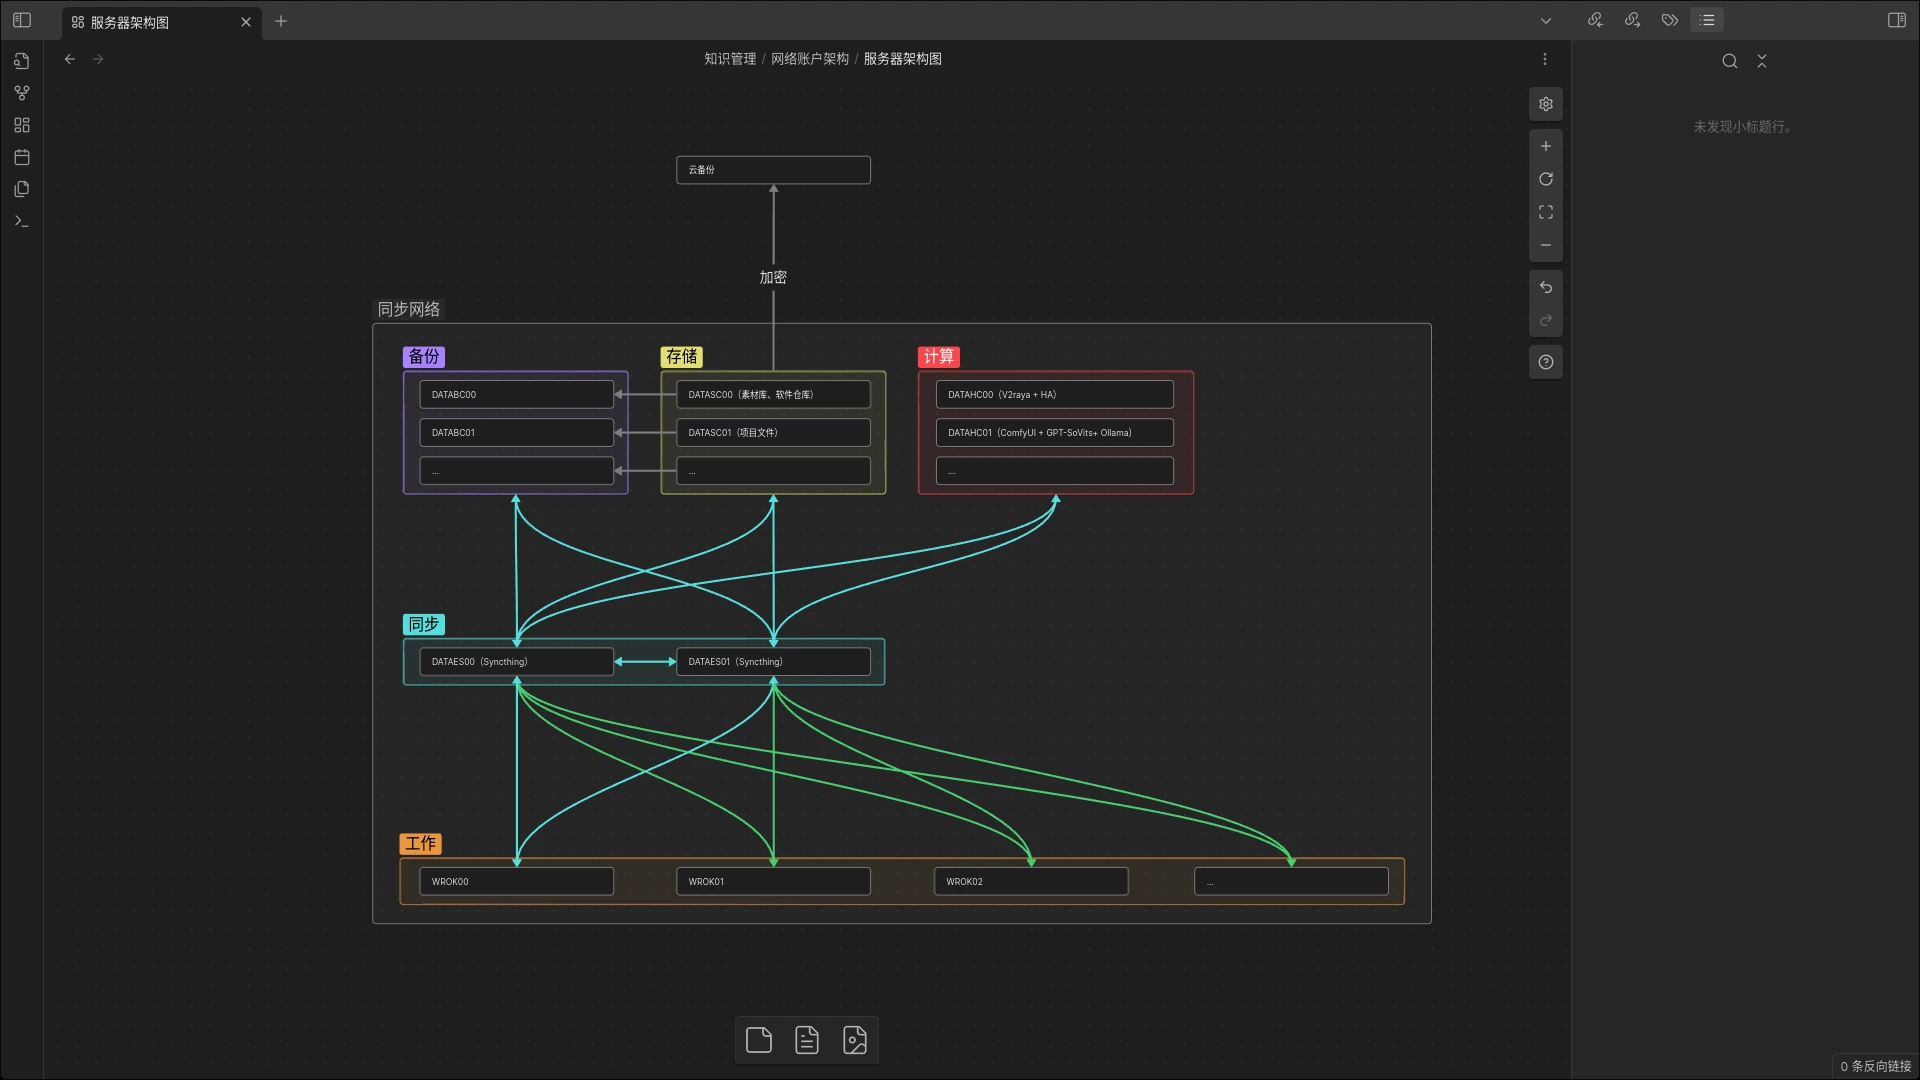 服务器架构图
知识管理 / 网络账户架构 / 服务器架构图
未发现小标题行。
云备份
加密
同步网络
备份
存储
计算
DATABC00
DATASC00（素材库、软件仓库）
DATAHC00（V2raya + HA）
DATABC01
DATASC01（项目文件）
DATAHC01（ComfyUI + GPT-SoVits+ Ollama）
...
...
...
同步
DATAES00（Syncthing）
DATAES01（Syncthing）
工作
WROK00
WROK01
WROK02
...
0 条反向链接